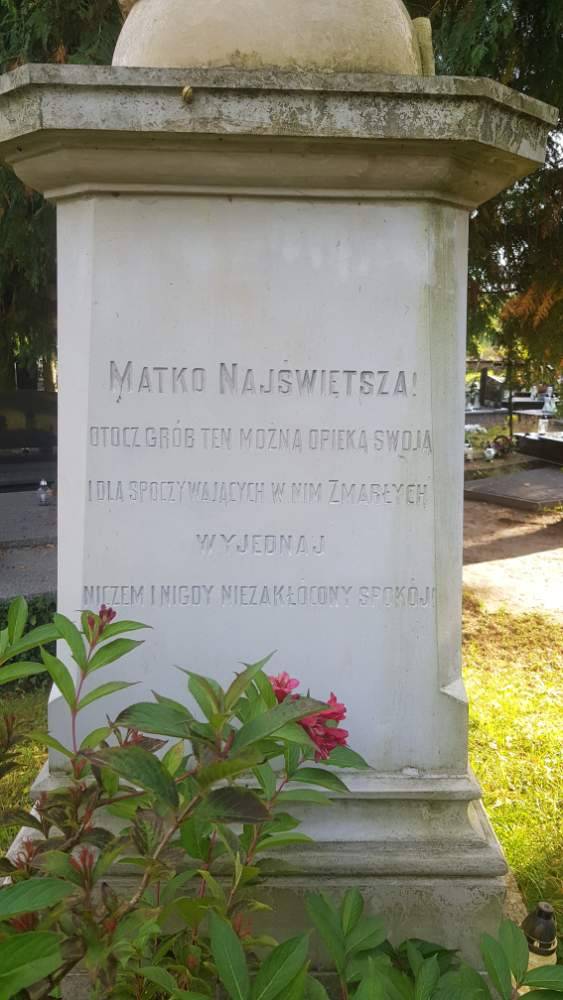 MATKO NAJŚWIĘTSZA!
OTOCZ GRÓB TEN MOŻNĄ OPIEKĄ SWOJĄ
I DLA SPOCZYWAJĄCYCH W NIM ZMARŁYCH
WYJEDNAJ
NICZEM I NIGDY NIEZAKŁÓCONY SPOKÓJ!